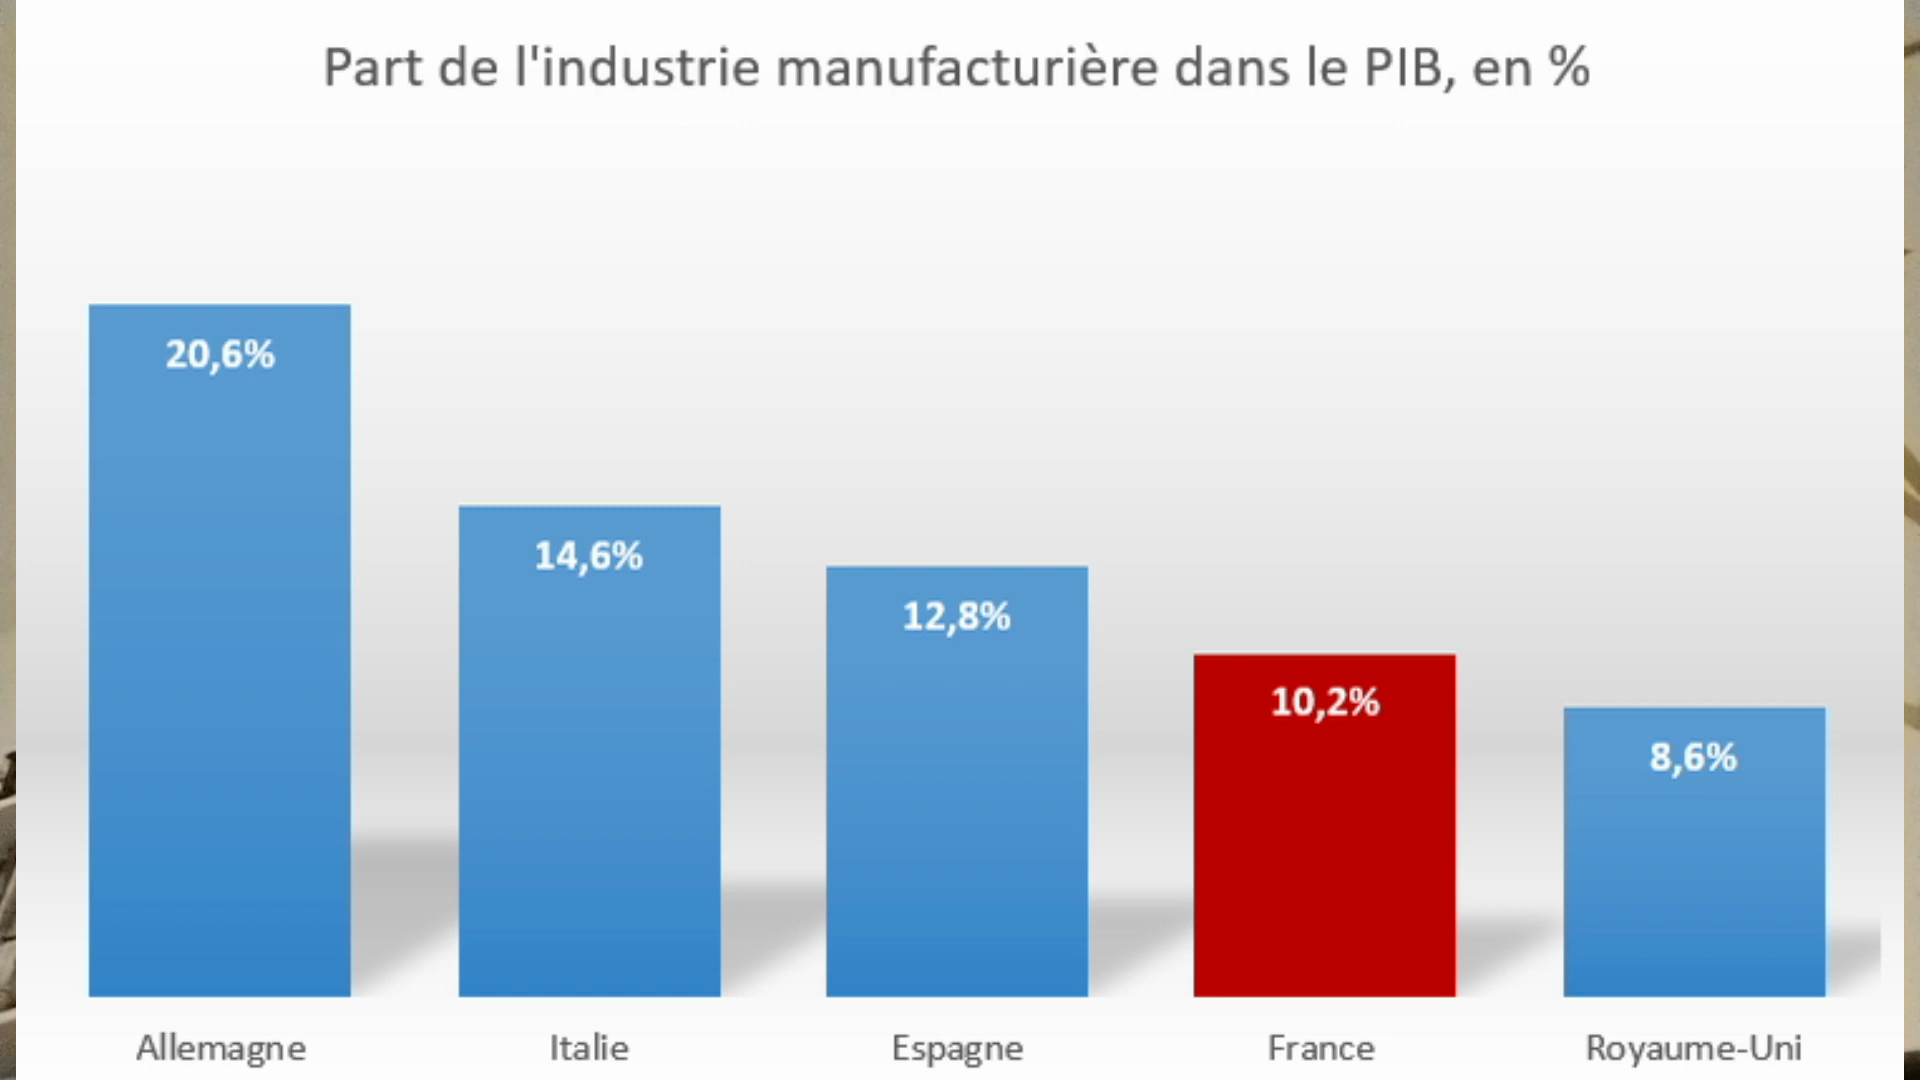 Part de l'industrie manufacturière dans le PIB, en %
20,6%
14,6%
12,8%
10,2%
8,6%
Allemagne
Italie
Espagne
France
Royaume-Uni